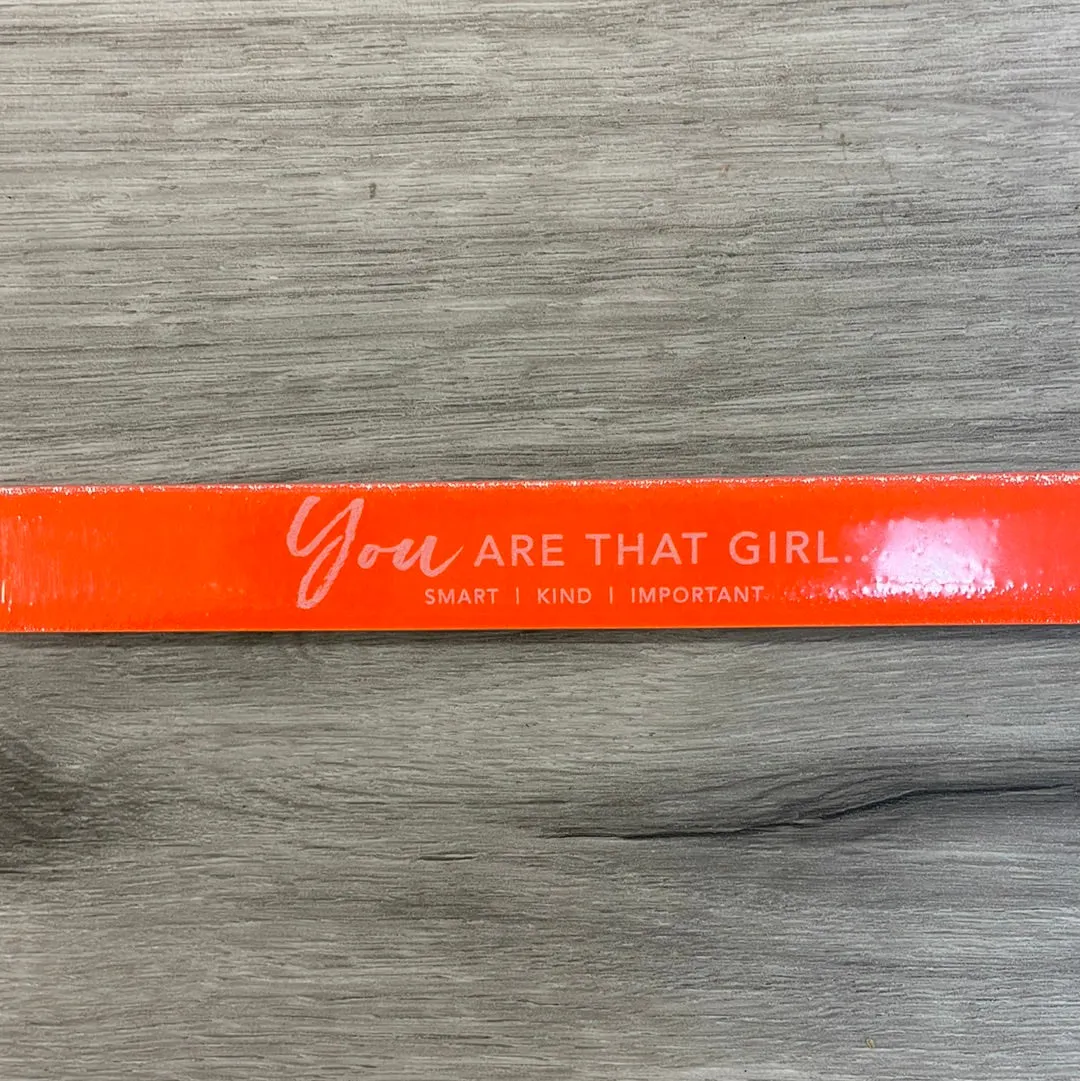 You ARE THAT GIRL...
SMART | KIND | IMPORTANT